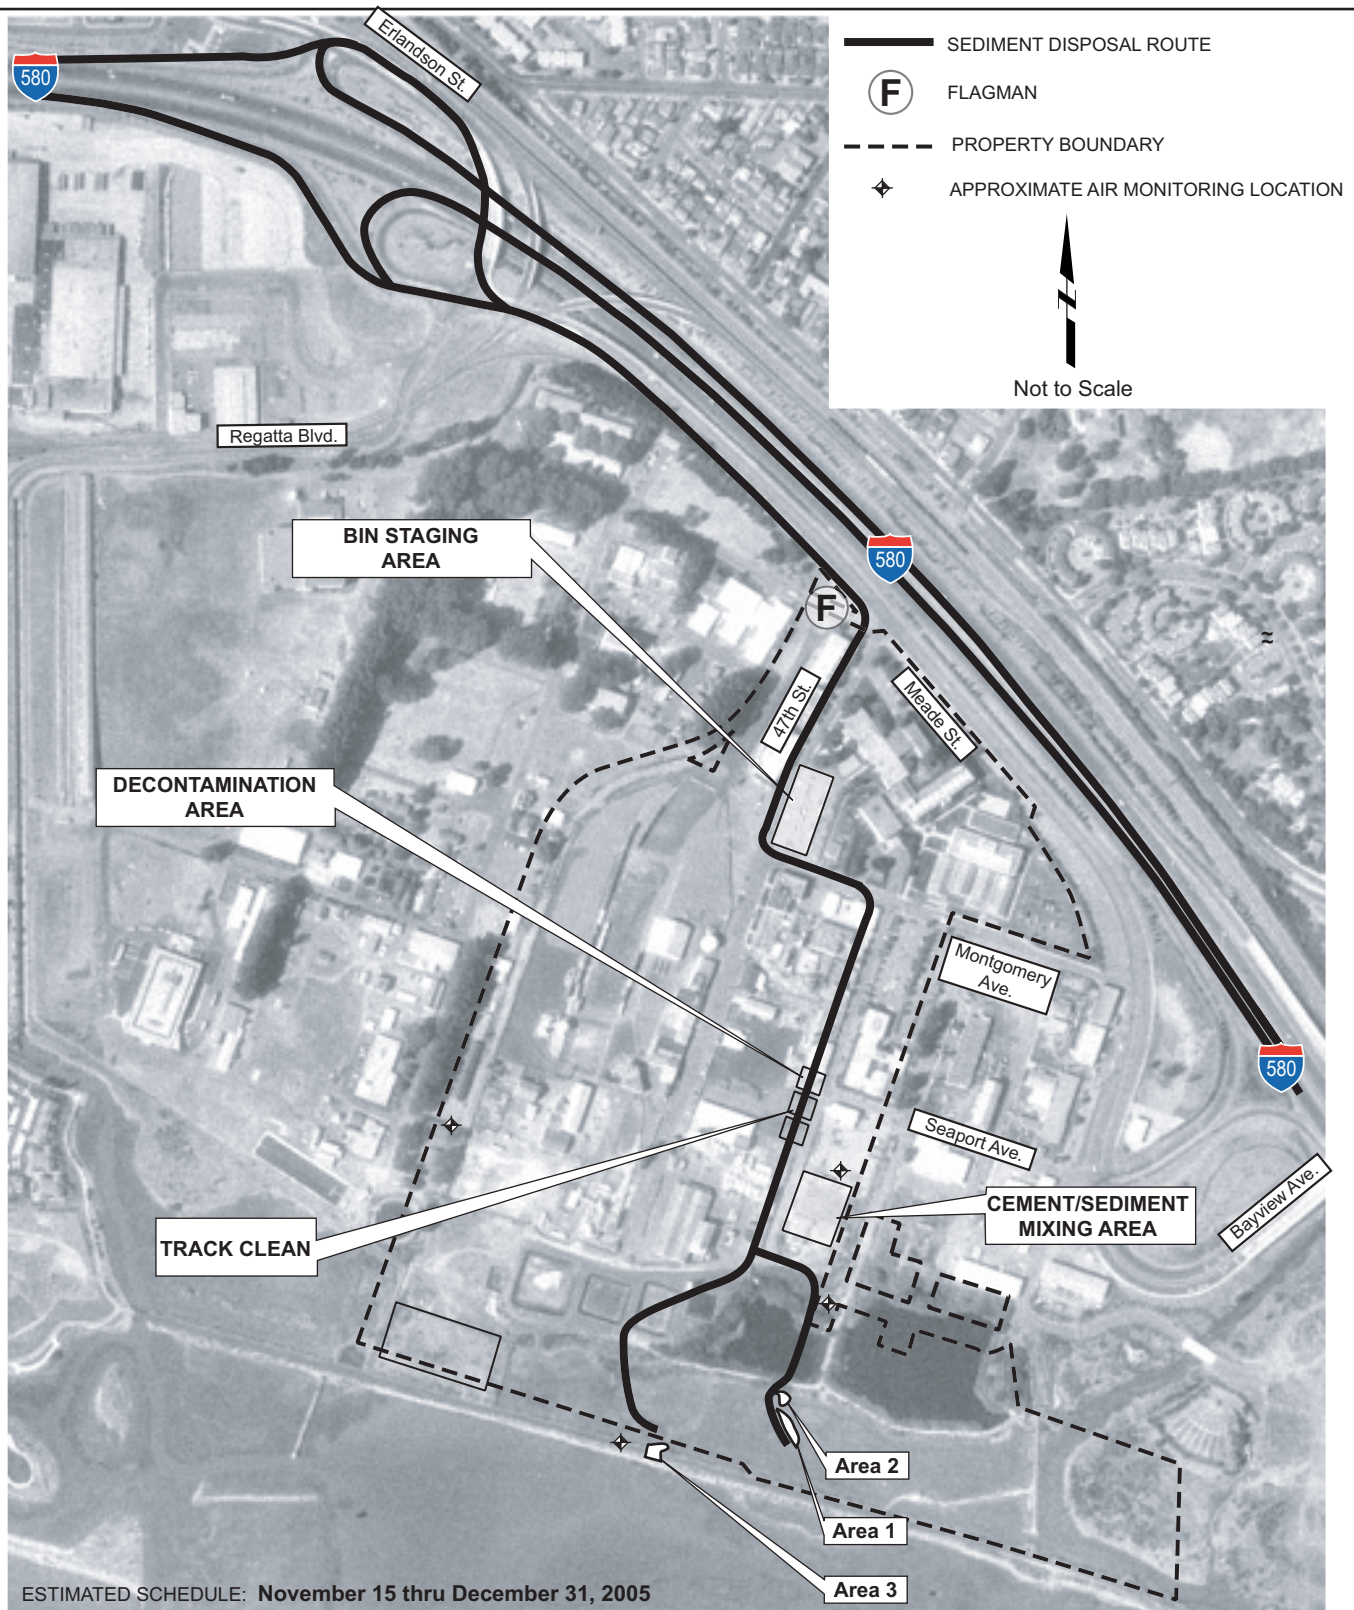 Erlandson St.
580
SEDIMENT DISPOSAL ROUTE
F
FLAGMAN
PROPERTY BOUNDARY
APPROXIMATE AIR MONITORING LOCATION
Not to Scale
Regatta Blvd.
BIN STAGING
AREA
580
F
47th St.
Meade St.
DECONTAMINATION
AREA
Montgomery
Ave.
580
Seaport Ave.
Bayview Ave.
CEMENT/SEDIMENT
MIXING AREA
TRACK CLEAN
Area 2
Area 1
Area 3
ESTIMATED SCHEDULE: November 15 thru December 31, 2005